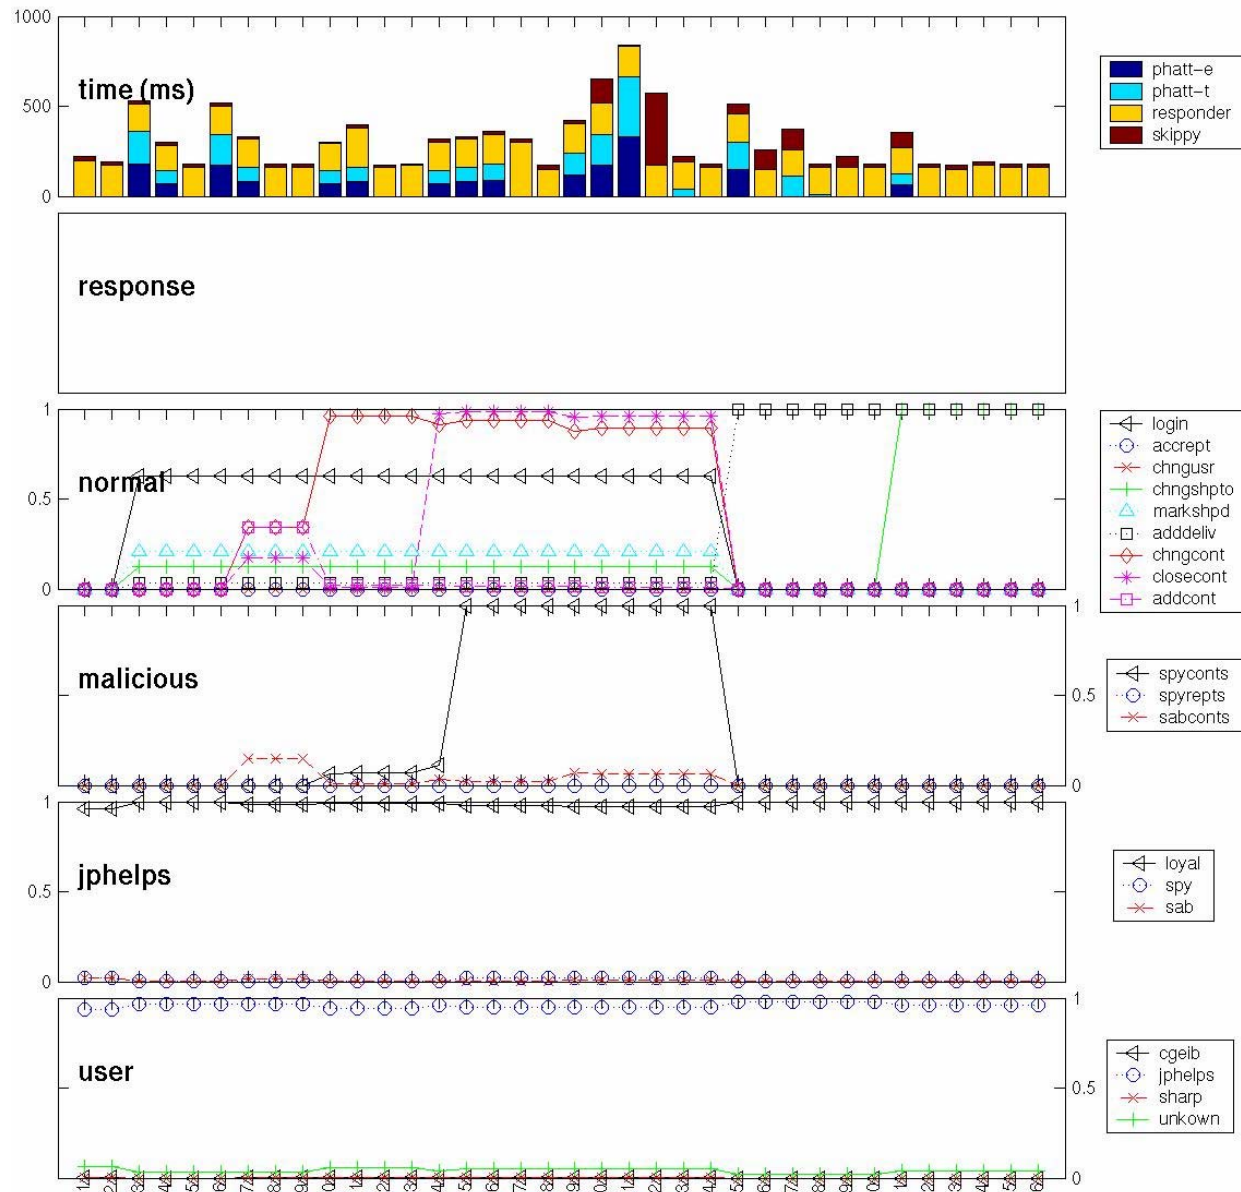 1000
time (ms)
500
0
phatt-e
phatt-t
responder
skippy
response
1
normal
0.5
0
login
accrept
chngusr
chngshpto
markshpd
adddeliv
chngcont
closecont
addcont
1
malicious
0.5
0
spyconts
spyrepts
sabconts
1
jphelps
0.5
0
loyal
spy
sab
1
user
0.5
0
cgeib
jphelps
sharp
unkown